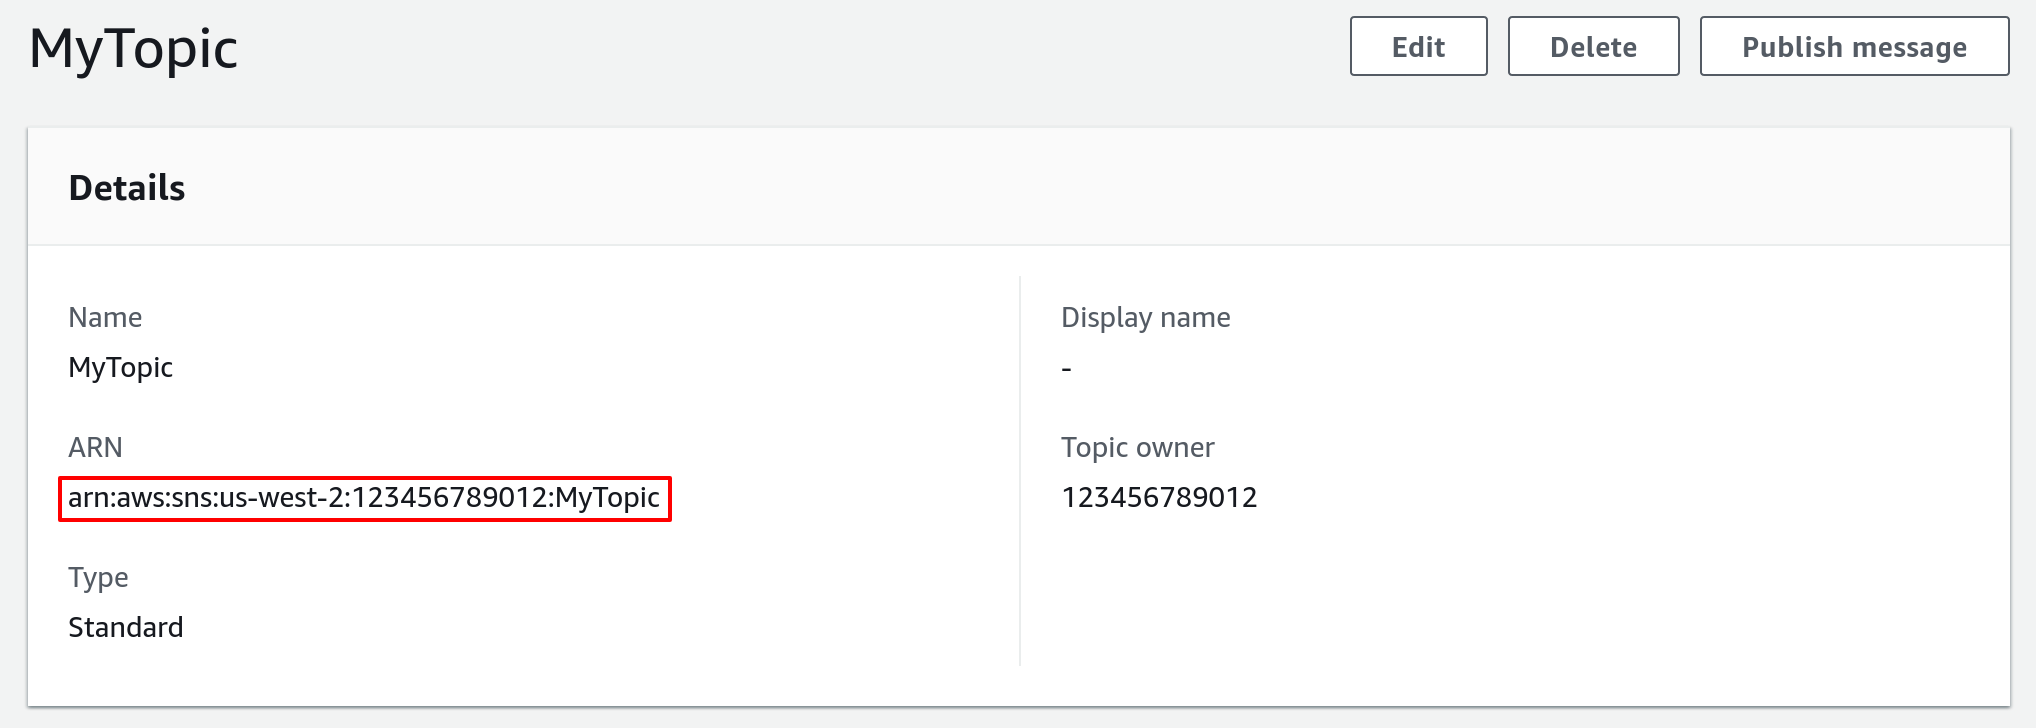 MyTopic
Edit
Delete
Publish message
Details
Name
MyTopic
Display name
-
ARN
arn:aws:sns:us-west-2:123456789012:MyTopic
Topic owner
123456789012
Type
Standard